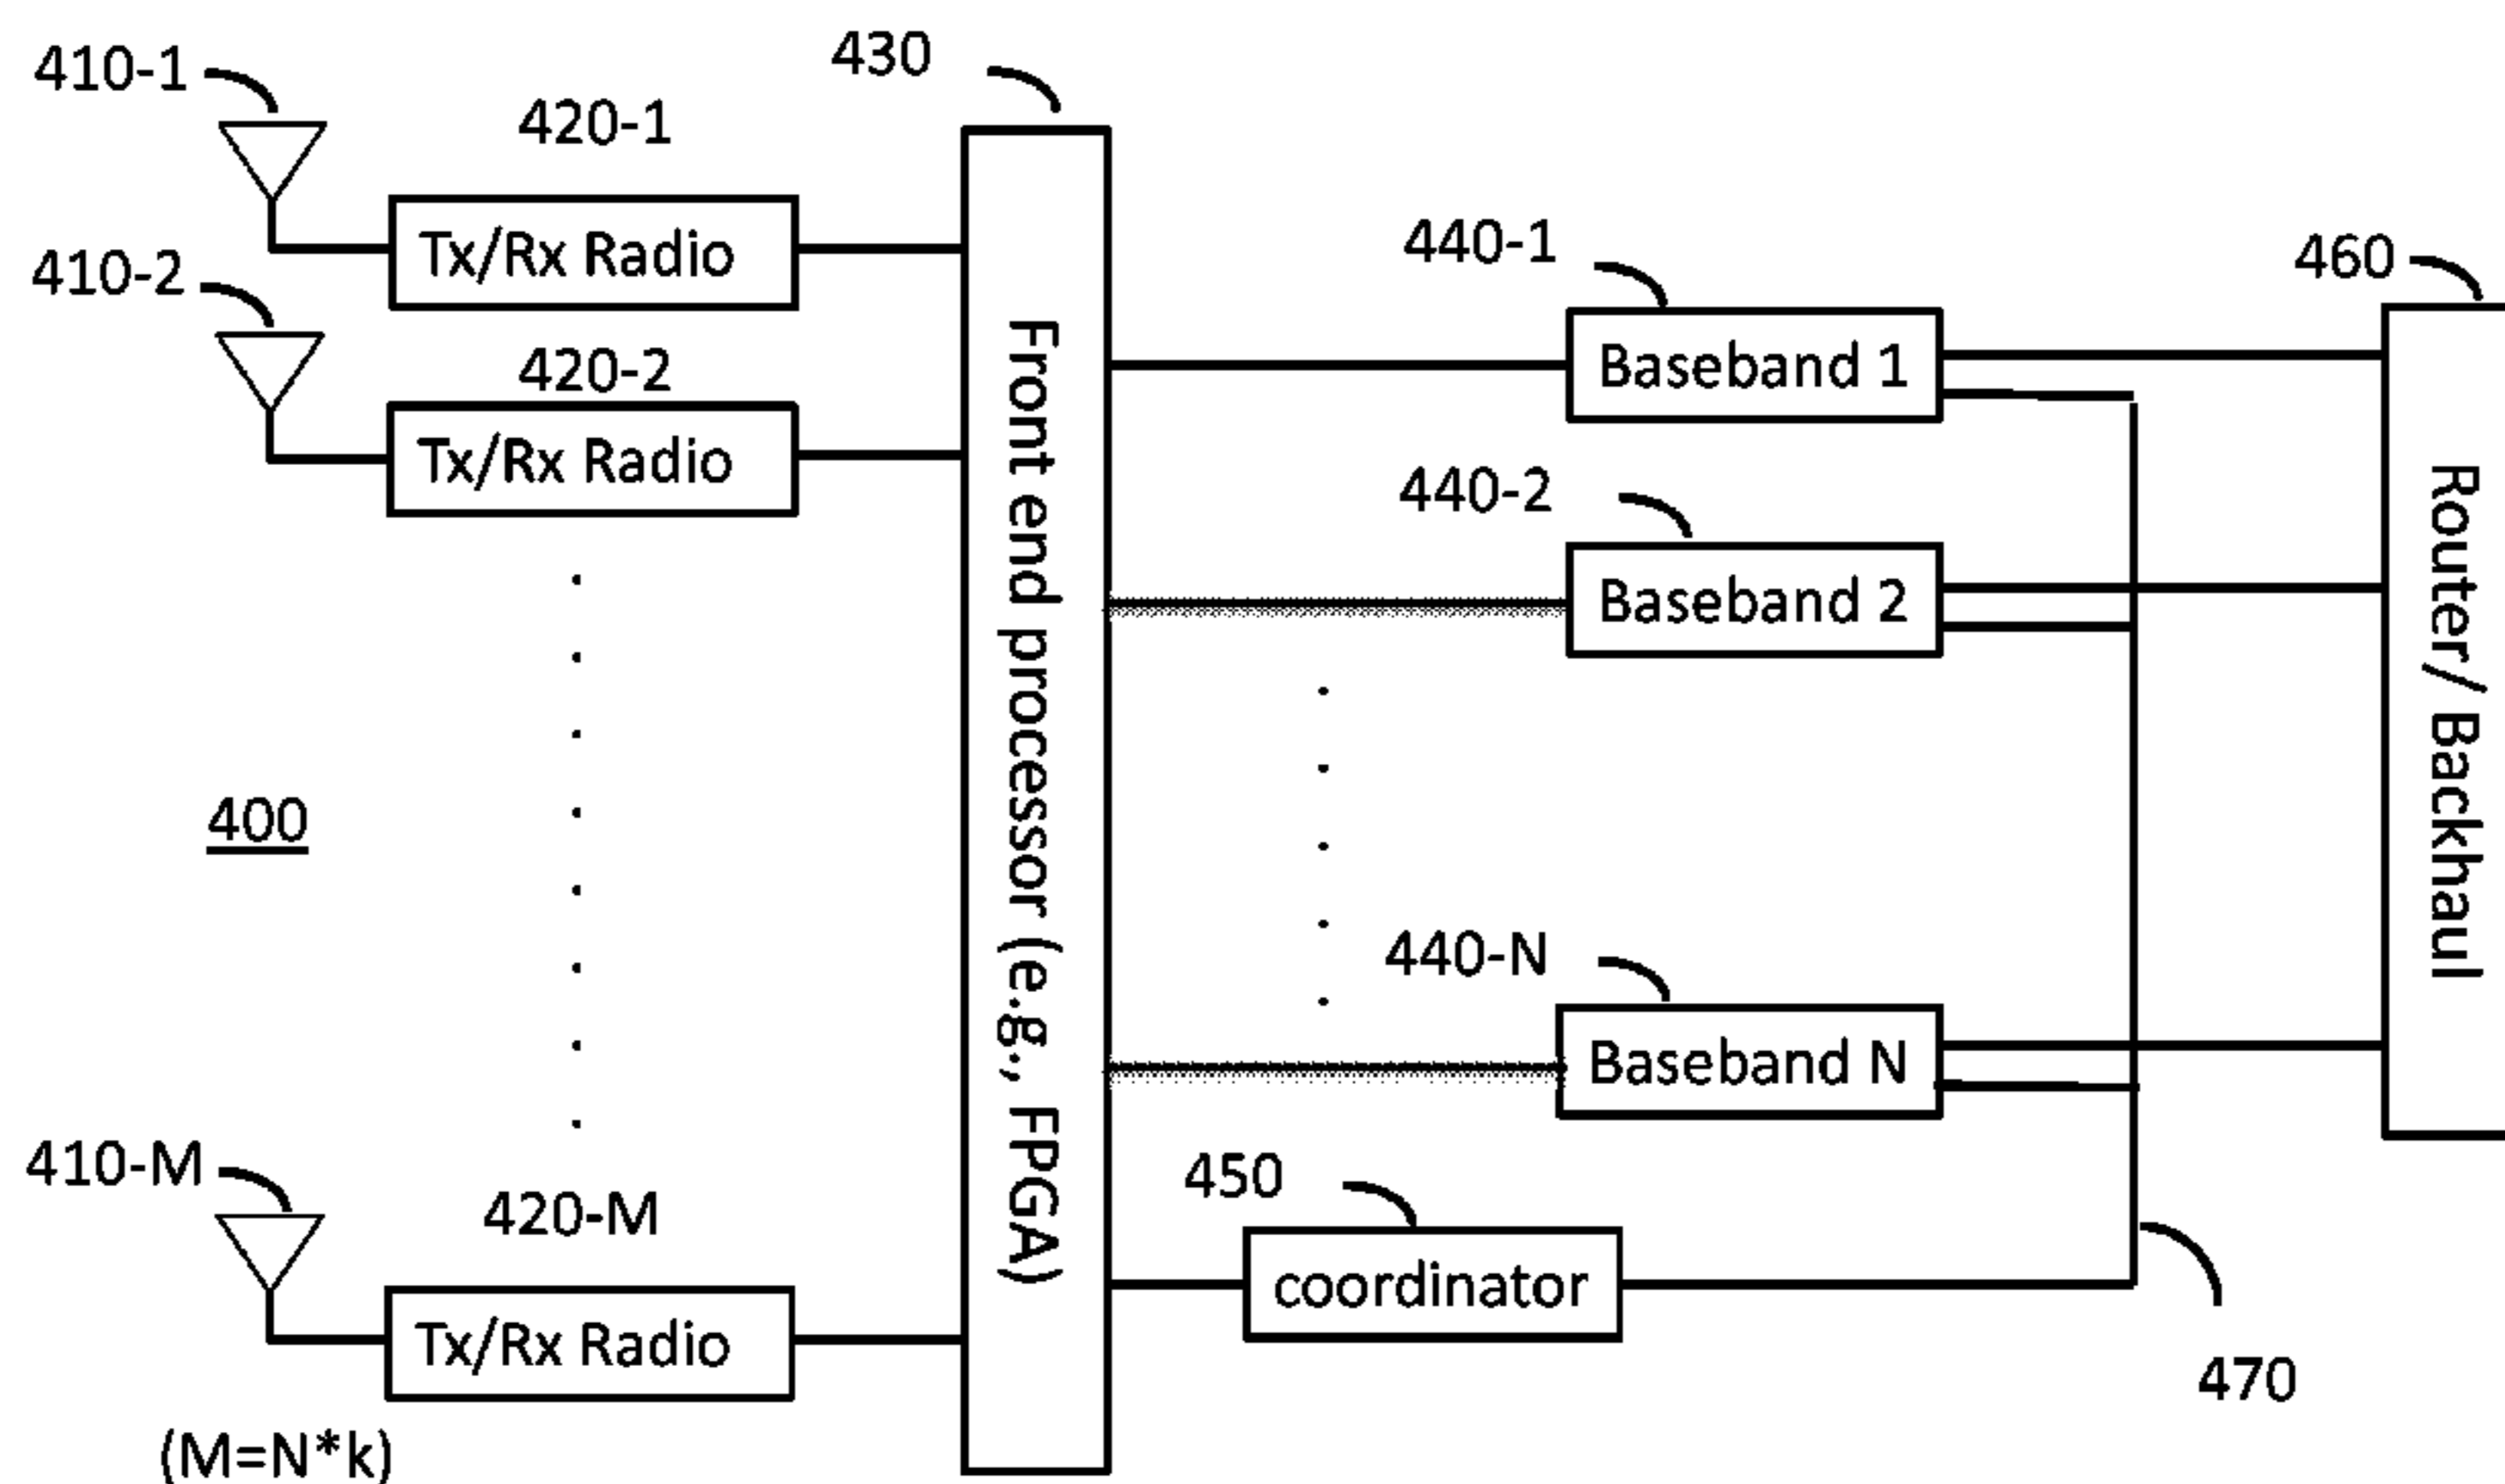 410-1
420-1
430
Tx/Rx Radio
410-2
420-2
Tx/Rx Radio
400
410-M
420-M
Tx/Rx Radio
(M=N*k)
Front end processor (e.g., FPGA)
440-1
Baseband 1
440-2
Baseband 2
440-N
Baseband N
450
coordinator
460
Router/ Backhaul
470